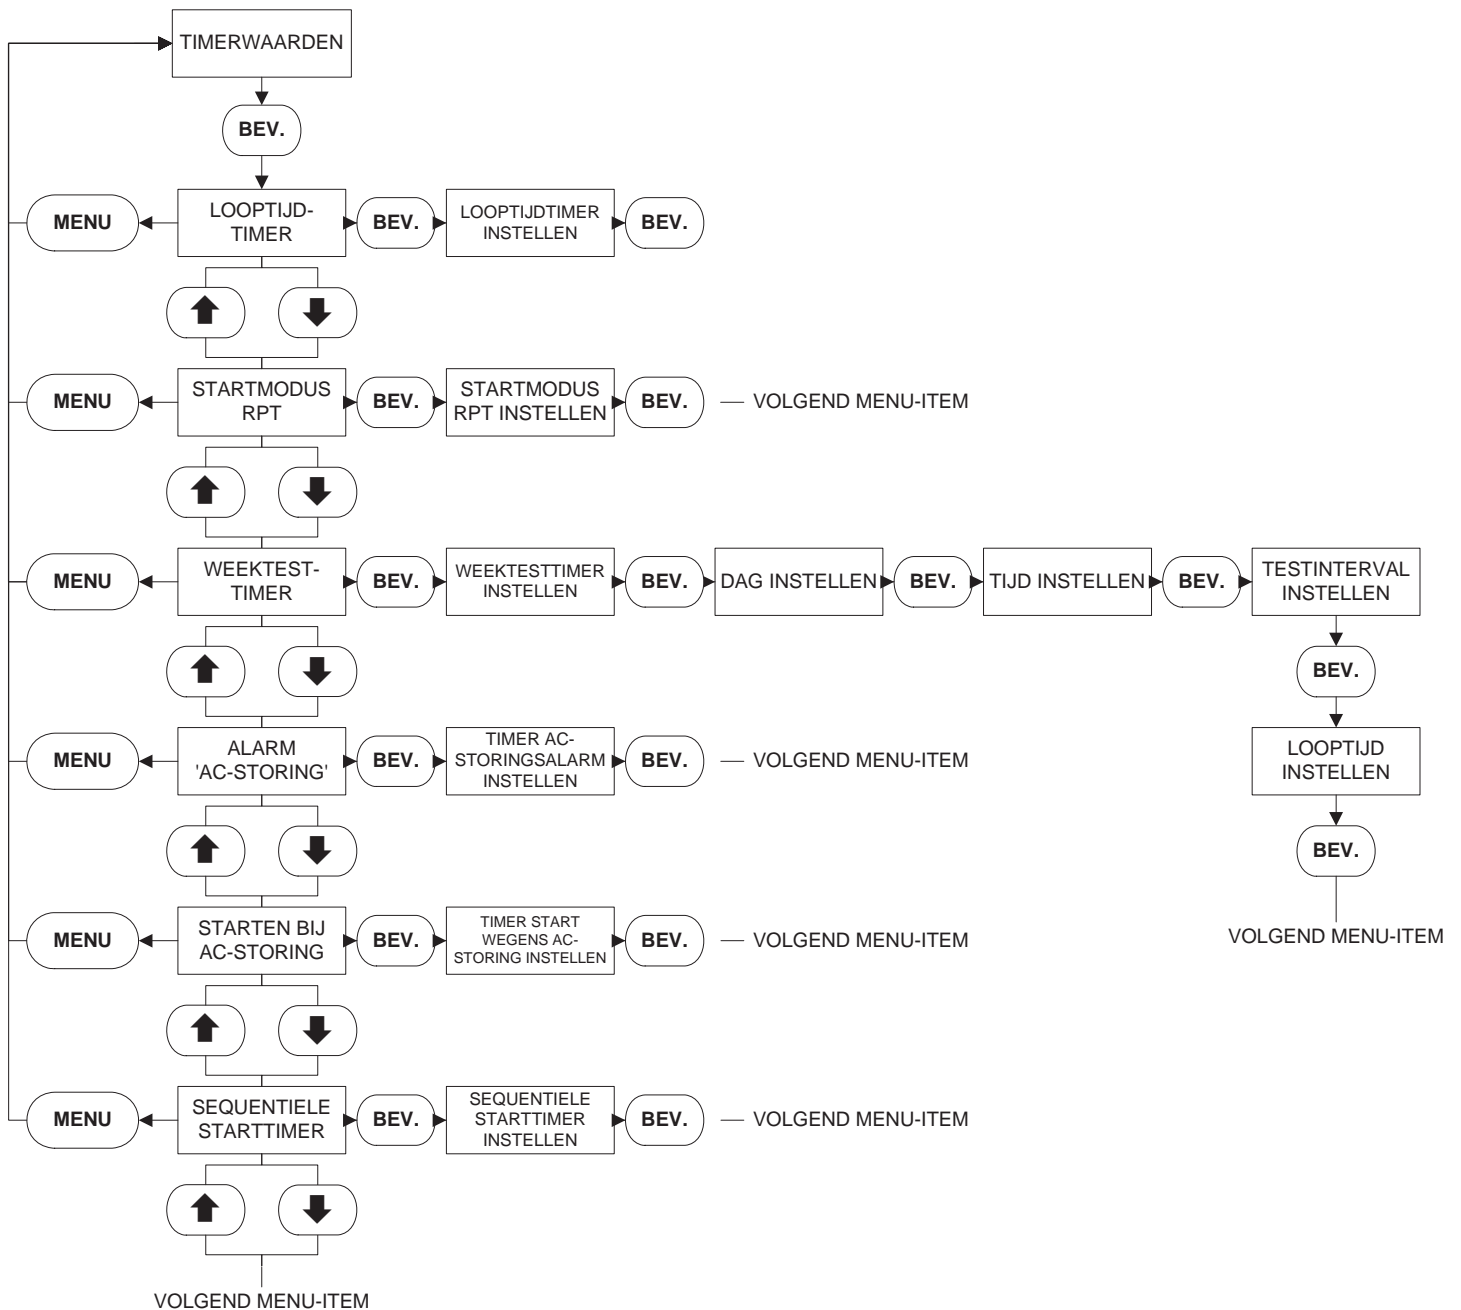 TIMERWAARDEN
BEV.
MENU
LOOPTIJD-
TIMER
BEV.
LOOPTIJDTIMER
INSTELLEN
BEV.
MENU
STARTMODUS
RPT
BEV.
STARTMODUS
RPT INSTELLEN
BEV.
VOLGEND MENU-ITEM
MENU
WEEKTEST-
TIMER
BEV.
WEEKTESTTIMER
INSTELLEN
BEV.
DAG INSTELLEN
BEV.
TIJD INSTELLEN
BEV.
TESTINTERVAL
INSTELLEN
BEV.
LOOPTIJD
INSTELLEN
BEV.
VOLGEND MENU-ITEM
MENU
ALARM
'AC-STORING'
BEV.
TIMER AC-
STORINGSALARM
INSTELLEN
BEV.
VOLGEND MENU-ITEM
MENU
STARTEN BIJ
AC-STORING
BEV.
TIMER START
WEGENS AC-
STORING INSTELLEN
BEV.
VOLGEND MENU-ITEM
MENU
SEQUENTIELE
STARTTIMER
BEV.
SEQUENTIELE
STARTTIMER
INSTELLEN
BEV.
VOLGEND MENU-ITEM
VOLGEND MENU-ITEM